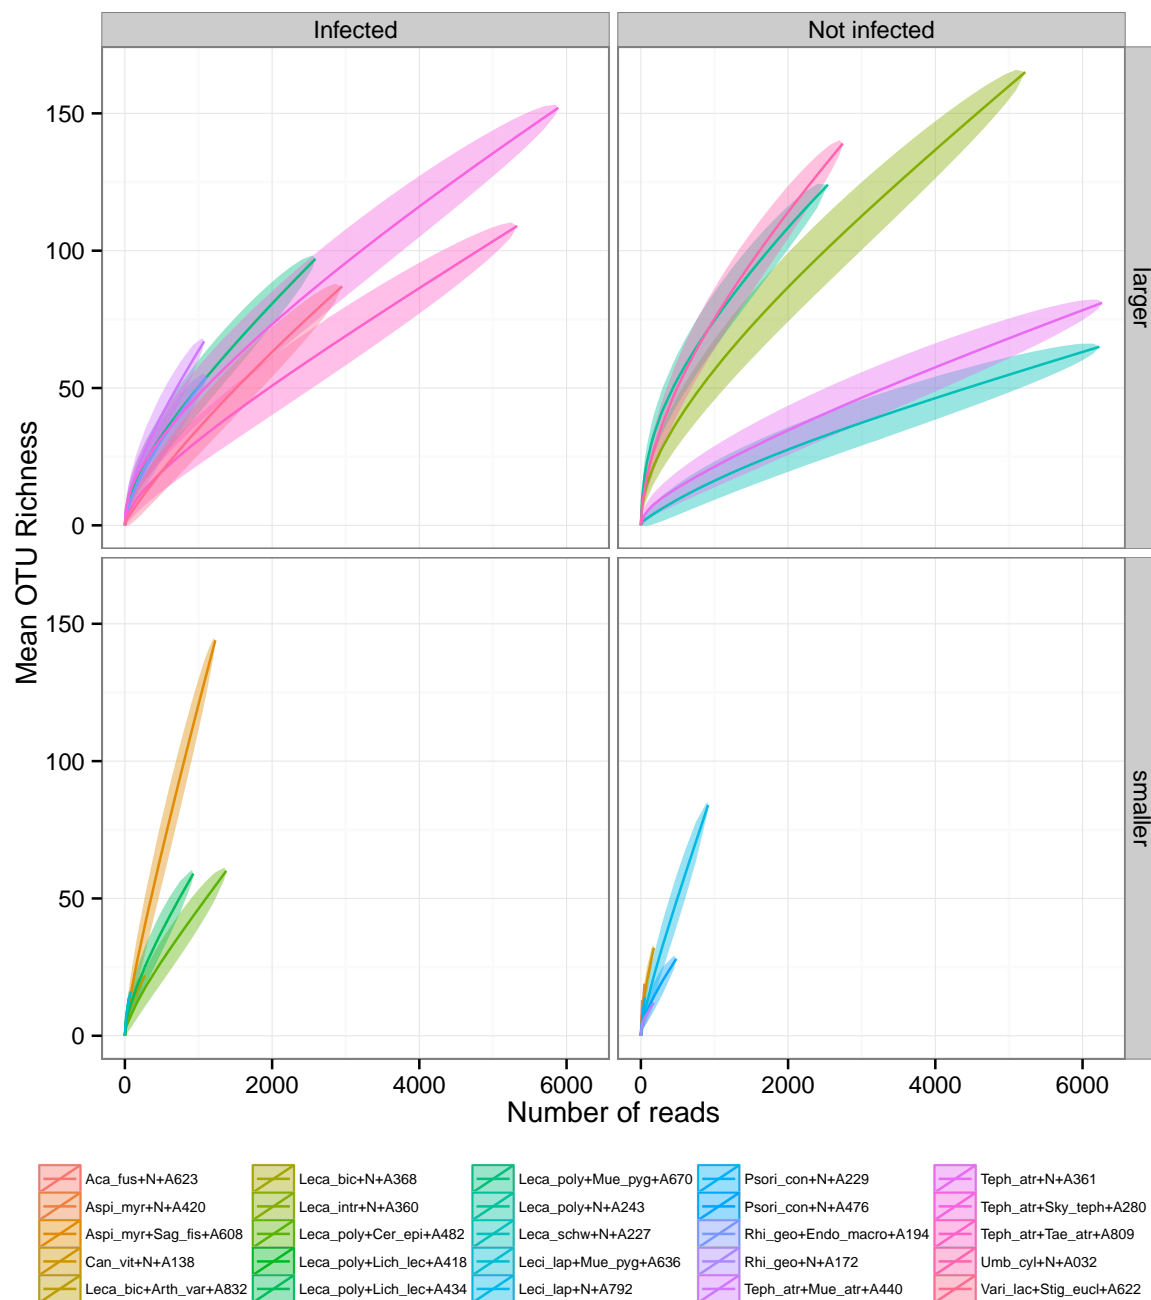 Infected Not infected
150
100
50
0
larger
Mean OTU Richness
150
100
50
0
smaller
0 2000 4000 6000 0 2000 4000 6000
Number of reads
Aca_fus+N+A623 Leca_bic+N+A368 Leca_poly+Mue_pyg+A670 Psori_con+N+A229 Teph_atr+N+A361
Aspi_myr+N+A420 Leca_intr+N+A360 Leca_poly+N+A243 Psori_con+N+A476 Teph_atr+Sky_teph+A280
Aspi_myr+Sag_fis+A608 Leca_poly+Cer_epi+A482 Leca_schw+N+A227 Rhi_geo+Endo_macro+A194 Teph_atr+Tae_atr+A809
Can_vit+N+A138 Leca_poly+Lich_lec+A418 Leci_lap+Mue_pyg+A636 Rhi_geo+N+A172 Umb_cyl+N+A032
Leca_bic+Arth_var+A832 Leca_poly+Lich_lec+A434 Leci_lap+N+A792 Teph_atr+Mue_atr+A440 Vari_lac+Stig_eucl+A622